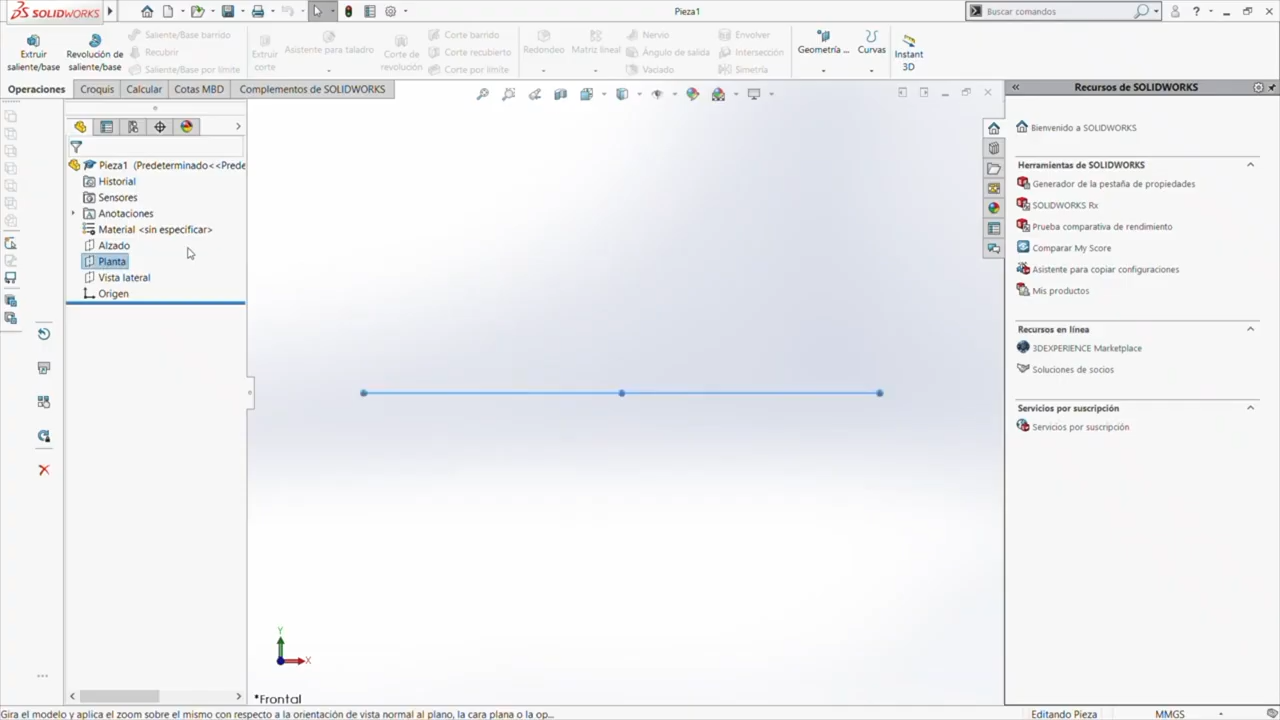 SOLIDWORKS
Pieza1
Buscar comandos
?
Extruir saliente/base
Revolución de saliente/base
Saliente/Base barrido
Recubrir
Saliente/Base por límite
Extruir corte
Asistente para taladro
Corte de revolución
Corte barrido
Corte recubierto
Corte por límite
Redondeo
Matriz lineal
Nervio
Ángulo de salida
Vaciado
Envolver
Intersección
Simetría
Geometría ...
Curvas
Instant 3D
Operaciones
Croquis
Calcular
Cotas MBD
Complementos de SOLIDWORKS
Pieza1 (Predeterminado<<Prede
Historial
Sensores
Anotaciones
Material <sin especificar>
Alzado
Planta
Vista lateral
Origen
Y
X
*Frontal
Recursos de SOLIDWORKS
Bienvenido a SOLIDWORKS
Herramientas de SOLIDWORKS
Generador de la pestaña de propiedades
SOLIDWORKS Rx
Prueba comparativa de rendimiento
Comparar My Score
Asistente para copiar configuraciones
Mis productos
Recursos en línea
3DEXPERIENCE Marketplace
Soluciones de socios
Servicios por suscripción
Servicios por suscripción
Gira el modelo y aplica el zoom sobre el mismo con respecto a la orientación de vista normal al plano, la cara plana o la op...
Editando Pieza
MMGS